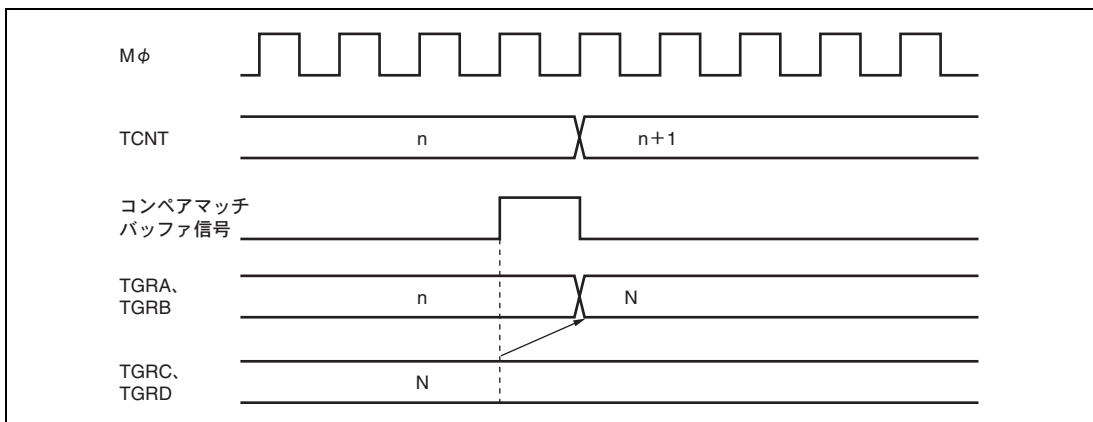 Mφ
TCNT
n
n＋1
コンペアマッチ
バッファ信号
TGRA、
TGRB
n
N
TGRC、
TGRD
N